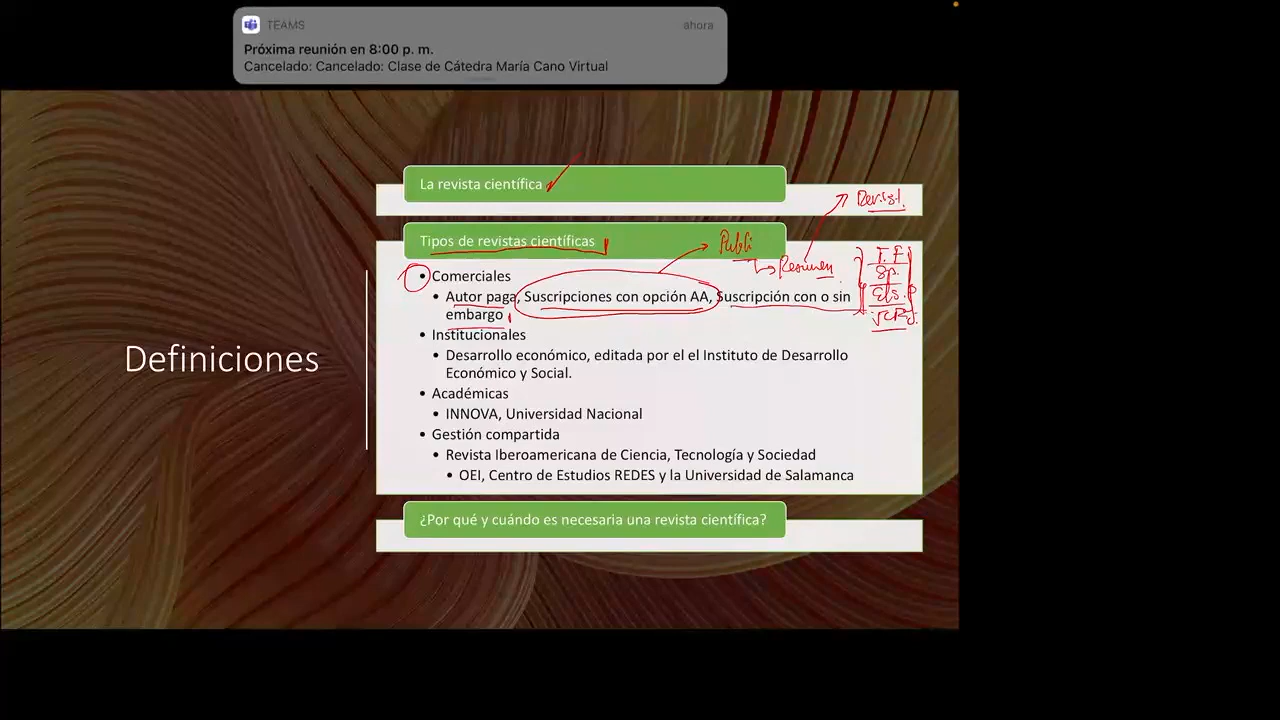 TEAMS
ahora
Próxima reunión en 8:00 p. m.
Cancelado: Cancelado: Clase de Cátedra María Cano Virtual
Definiciones
La revista científica
Tipos de revistas científicas
Publi
Resumen
T. F
Sp.
Els.
• Comerciales
• Autor paga, Suscripciones con opción AA, Suscripción con o sin
embargo
• Institucionales
• Desarrollo económico, editada por el el Instituto de Desarrollo
Económico y Social.
• Académicas
• INNOVA, Universidad Nacional
• Gestión compartida
• Revista Iberoamericana de Ciencia, Tecnología y Sociedad
• OEI, Centro de Estudios REDES y la Universidad de Salamanca
¿Por qué y cuándo es necesaria una revista científica?